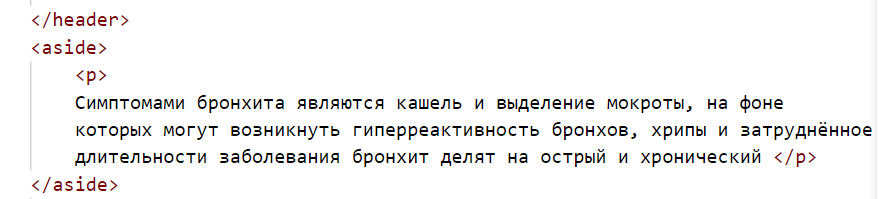 </header>
<aside>
<p>
Симптомами бронхита являются кашель и выделение мокроты, на фоне
которых могут возникнуть гиперреактивность бронхов, хрипы и затруднённое
длительности заболевания бронхит делят на острый и хронический </p>
</aside>